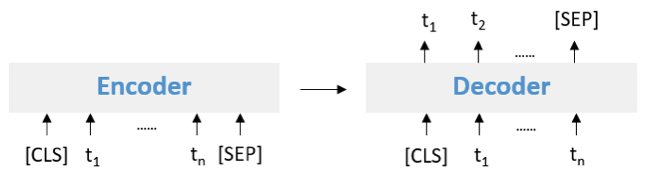 t1 t2 ...... [SEP]
Encoder Decoder
...... ......
[CLS] t1 tn [SEP] [CLS] t1 tn